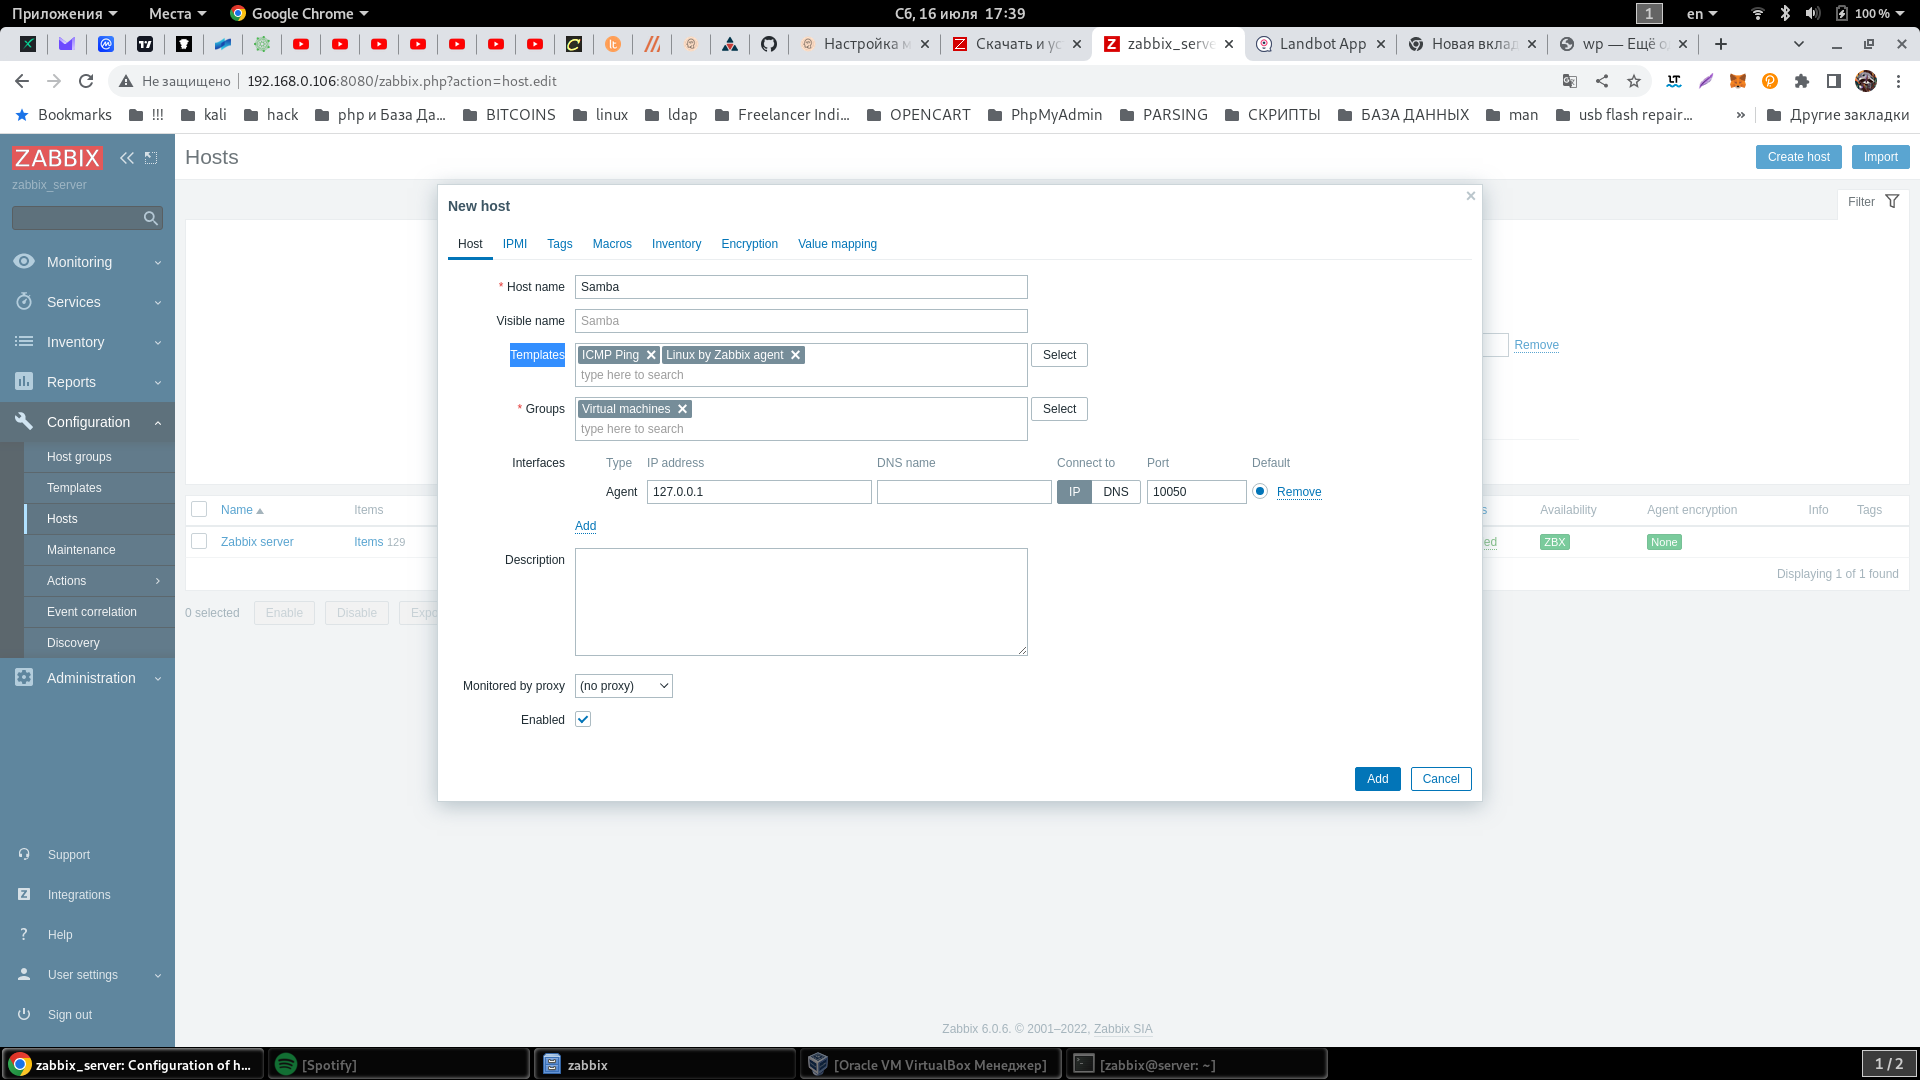 Приложения Места Google Chrome Сб, 16 июля 17:39 1 en 100 %
Настройка м Скачать и ус zabbix_serve Landbot App Новая вклад wp — Ещё о
Не защищено 192.168.0.106:8080/zabbix.php?action=host.edit
Bookmarks !!! kali hack php и База Да... BITCOINS linux ldap Freelancer Indi... OPENCART PhpMyAdmin PARSING СКРИПТЫ БАЗА ДАННЫХ man usb flash repair... » Другие закладки
ZABBIX
zabbix_server
Monitoring
Services
Inventory
Reports
Configuration
Host groups
Templates
Hosts
Maintenance
Actions
Event correlation
Discovery
Administration
Support
Integrations
Help
User settings
Sign out
Hosts Create host Import
Filter
Remove
New host
Host IPMI Tags Macros Inventory Encryption Value mapping
* Host name Samba
Visible name Samba
Templates ICMP Ping Linux by Zabbix agent Select
type here to search
* Groups Virtual machines Select
type here to search
Interfaces Type IP address DNS name Connect to Port Default
Agent 127.0.0.1 IP DNS 10050 Remove
Add
Description
Monitored by proxy (no proxy)
Enabled
Add Cancel
Name Items s Availability Agent encryption Info Tags
Zabbix server Items 129 ed ZBX None
Displaying 1 of 1 found
0 selected Enable Disable Expo
Zabbix 6.0.6. © 2001–2022, Zabbix SIA
zabbix_server: Configuration of h... [Spotify] zabbix [Oracle VM VirtualBox Менеджер] [zabbix@server: ~] 1 / 2